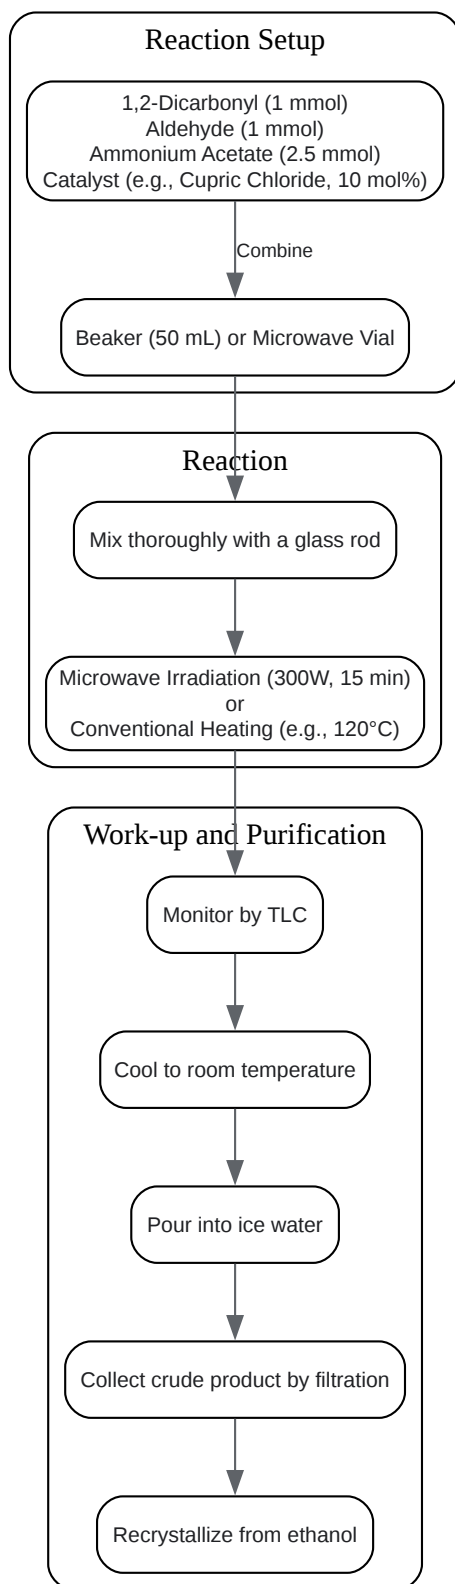 Reaction Setup
1,2-Dicarbonyl (1 mmol)
Aldehyde (1 mmol)
Ammonium Acetate (2.5 mmol)
Catalyst (e.g., Cupric Chloride, 10 mol%)
Combine
Beaker (50 mL) or Microwave Vial
Reaction
Mix thoroughly with a glass rod
Microwave Irradiation (300W, 15 min)
or
Conventional Heating (e.g., 120°C)
Work-up and Purification
Monitor by TLC
Cool to room temperature
Pour into ice water
Collect crude product by filtration
Recrystallize from ethanol